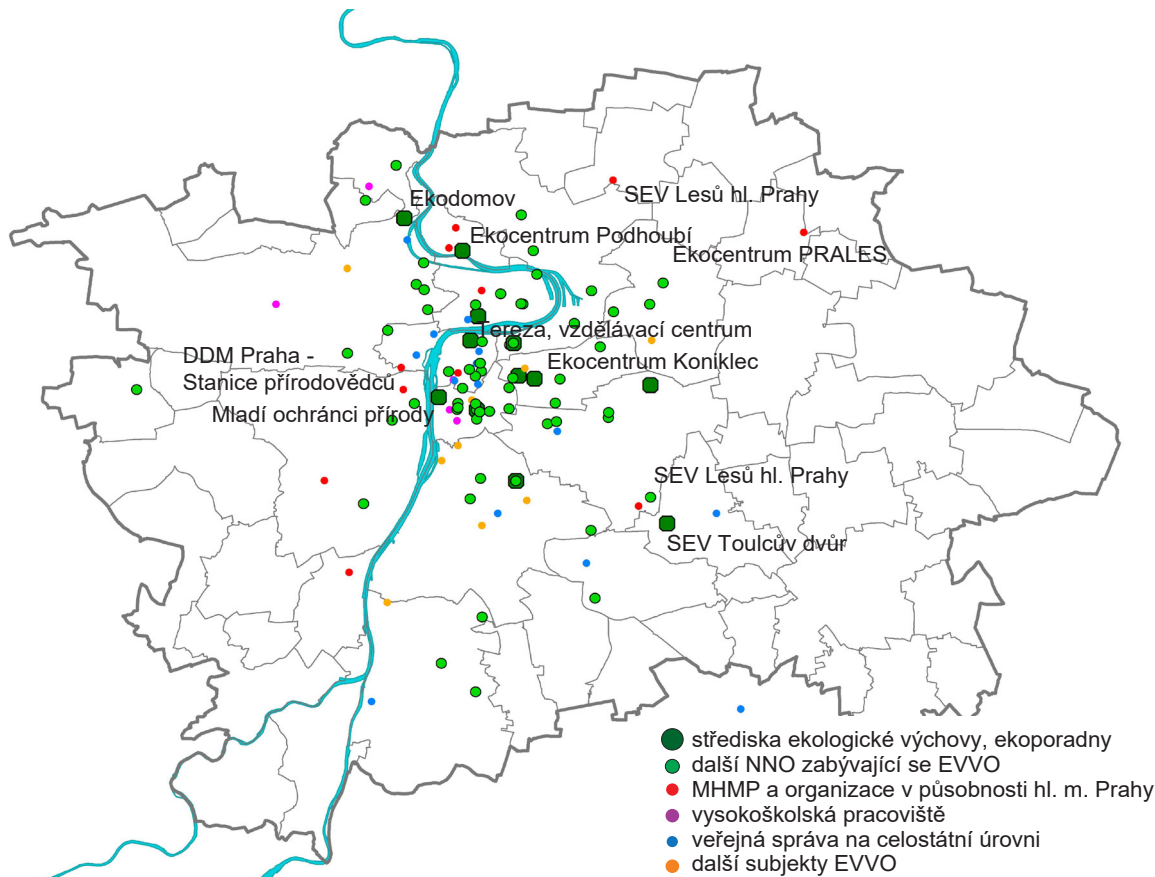 Ekodomov
SEV Lesů hl. Prahy
Ekocentrum Podhoubí
Ekocentrum PRALES
Tereza, vzdělávací centrum
DDM Praha -
Stanice přírodovědců
Ekocentrum Koniklec
Mladí ochránci přírody
SEV Lesů hl. Prahy
SEV Toulcův dvůr
střediska ekologické výchovy, ekoporadny
další NNO zabývající se EVVO
MHMP a organizace v působnosti hl. m. Prahy
vysokoškolská pracoviště
veřejná správa na celostátní úrovni
další subjekty EVVO